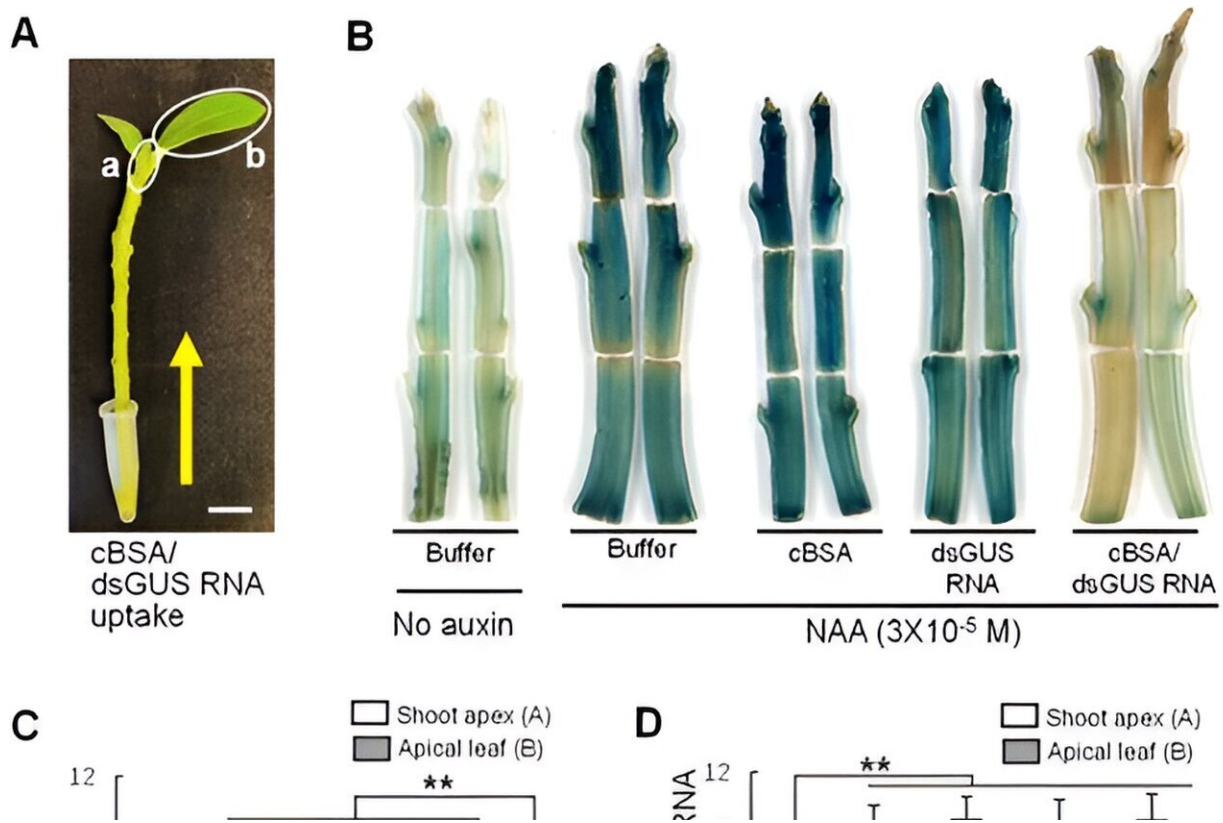 A
B
a
b
cBSA/
dsGUS RNA
uptake
Buffer
Buffer
cBSA
dsGUS
RNA
cBSA/
dsGUS RNA
No auxin
NAA (3X10⁻⁵ M)
C
Shoot apex (A)
Apical leaf (B)
12
**
D
Shoot apex (A)
Apical leaf (B)
RNA
12
**